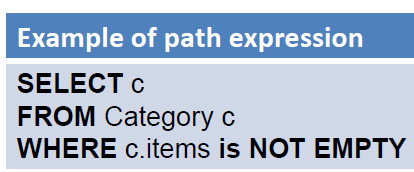 Example of path expression
SELECT c
FROM Category c
WHERE c.items is NOT EMPTY